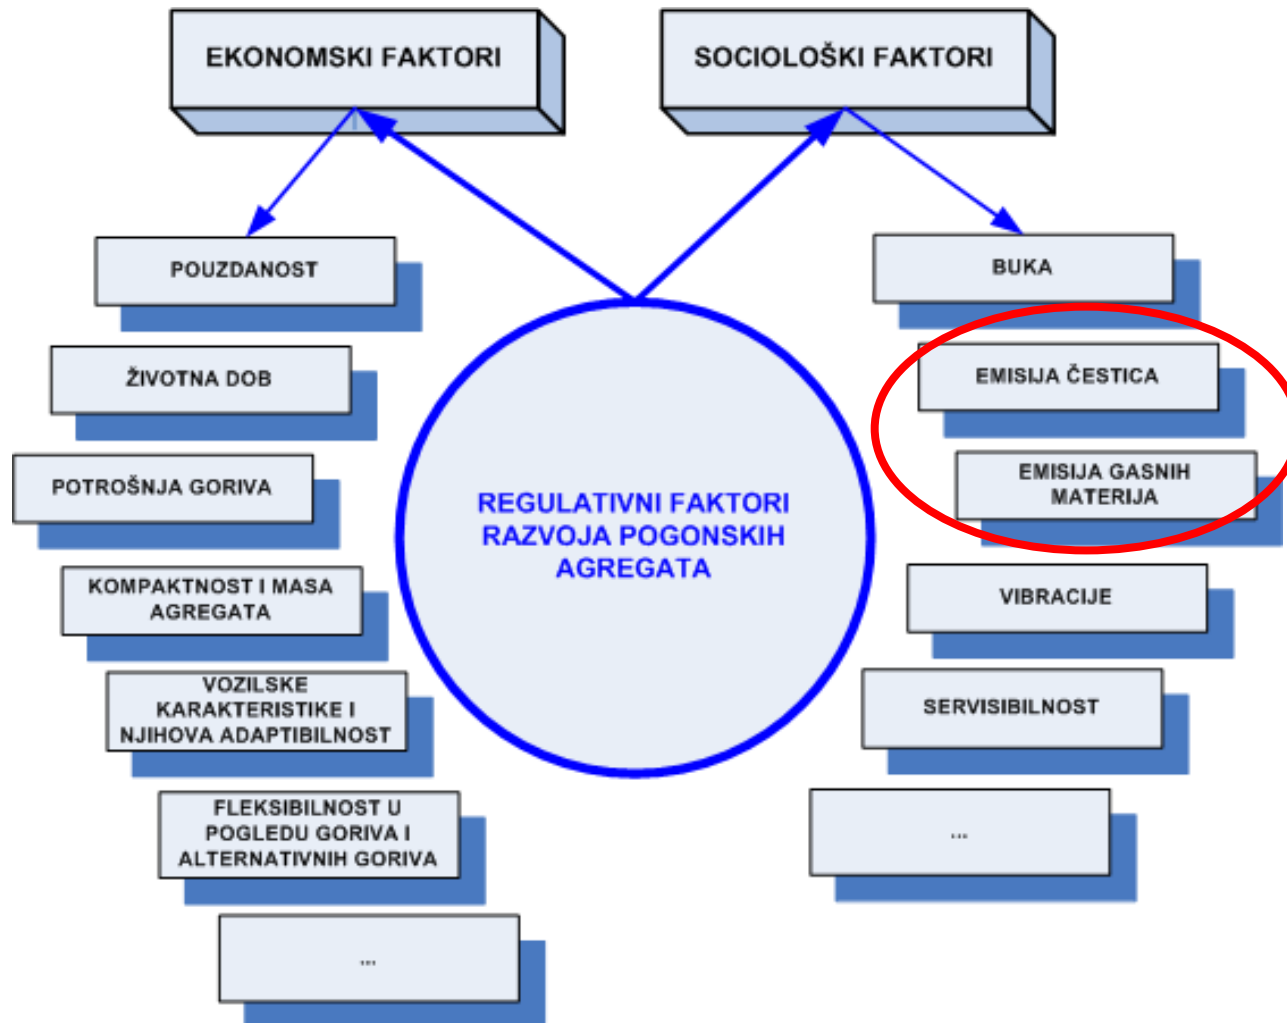 EKONOMSKI FAKTORI
SOCIOLOŠKI FAKTORI
POUZDANOST
ŽIVOTNA DOB
POTROŠNJA GORIVA
KOMPAKTNOST I MASA
AGREGATA
VOZILSKE
KARAKTERISTIKE I
NJIHOVA ADAPTIBILNOST
FLEKSIBILNOST U
POGLEDU GORIVA I
ALTERNATIVNIH GORIVA
...
REGULATIVNI FAKTORI
RAZVOJA POGONSKIH
AGREGATA
BUKA
EMISIJA ČESTICA
EMISIJA GASNIH
MATERIJA
VIBRACIJE
SERVISIBILNOST
...